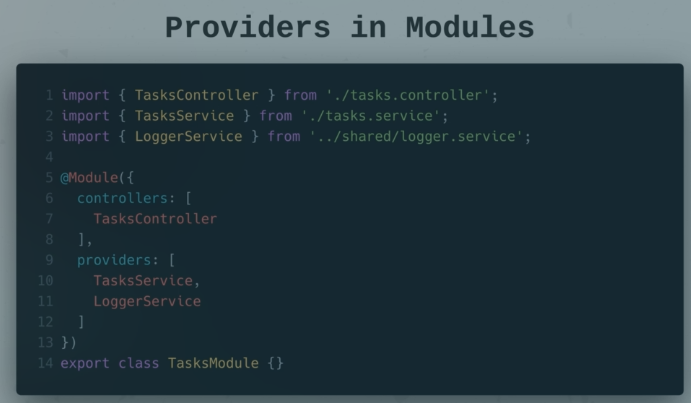 Providers in Modules
1 import { TasksController } from './tasks.controller';
2 import { TasksService } from './tasks.service';
3 import { LoggerService } from '../shared/logger.service';
4
5 @Module({
6   controllers: [
7     TasksController
8   ],
9   providers: [
10     TasksService,
11     LoggerService
12   ]
13 })
14 export class TasksModule {}